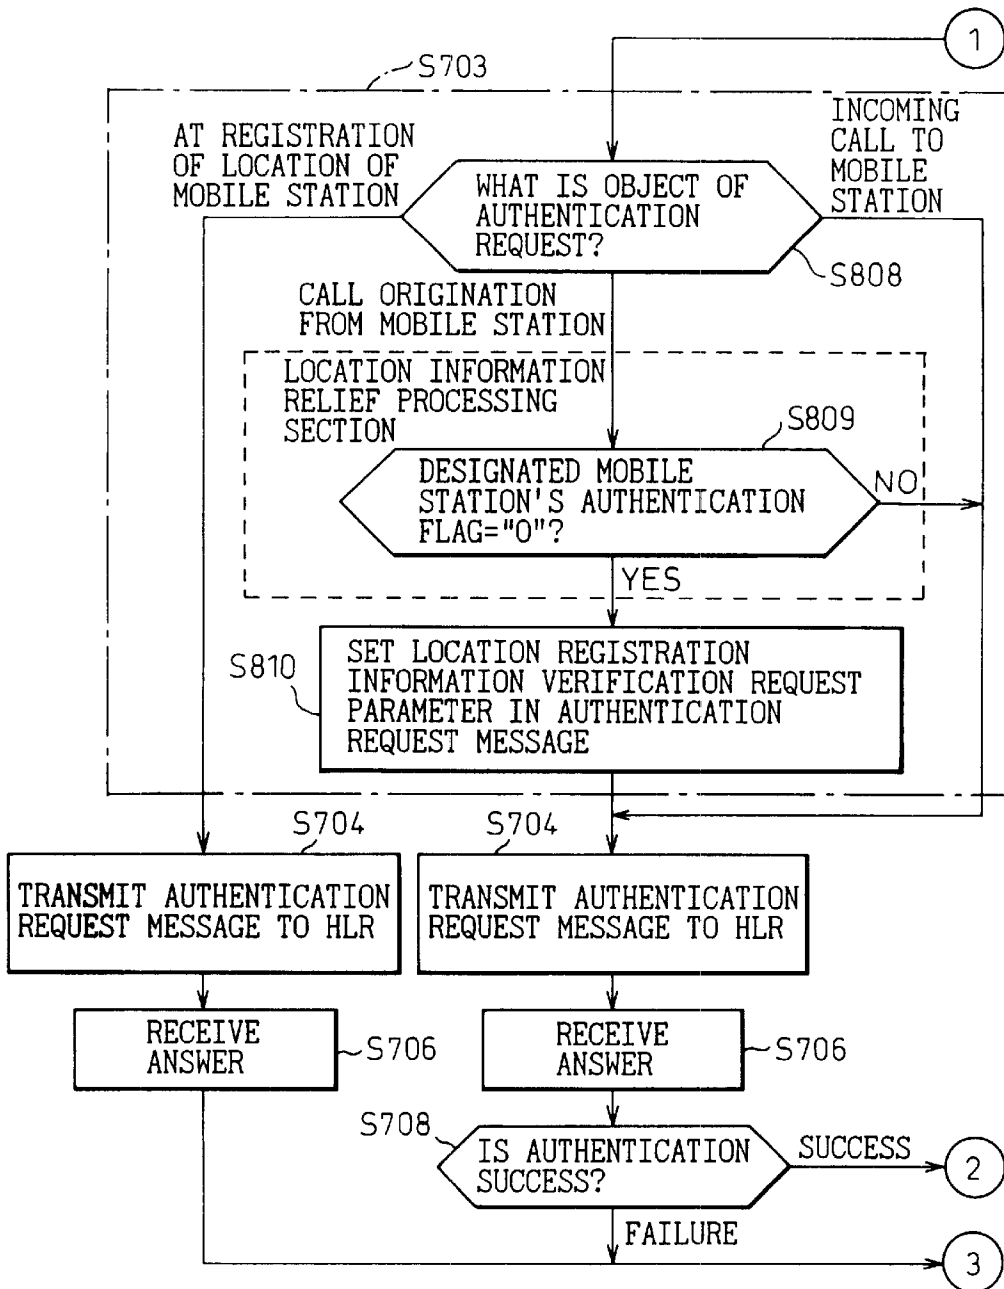 1
S703
AT REGISTRATION
OF LOCATION OF
MOBILE STATION
INCOMING
CALL TO
MOBILE
STATION
WHAT IS OBJECT OF
AUTHENTICATION
REQUEST?
S808
CALL ORIGINATION
FROM MOBILE STATION
LOCATION INFORMATION
RELIEF PROCESSING
SECTION
S809
DESIGNATED MOBILE
STATION'S AUTHENTICATION
FLAG="0"?
NO
YES
S810
SET LOCATION REGISTRATION
INFORMATION VERIFICATION REQUEST
PARAMETER IN AUTHENTICATION
REQUEST MESSAGE
S704
TRANSMIT AUTHENTICATION
REQUEST MESSAGE TO HLR
S704
TRANSMIT AUTHENTICATION
REQUEST MESSAGE TO HLR
RECEIVE
ANSWER
S706
RECEIVE
ANSWER
S706
S708
IS AUTHENTICATION
SUCCESS?
SUCCESS
2
FAILURE
3